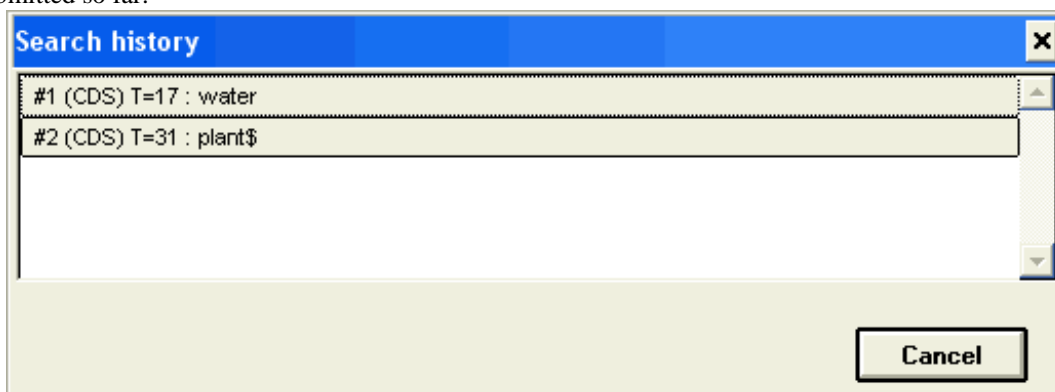 omitted so far.
Search history
#1 (CDS) T=17 : water
#2 (CDS) T=31 : plant$
Cancel